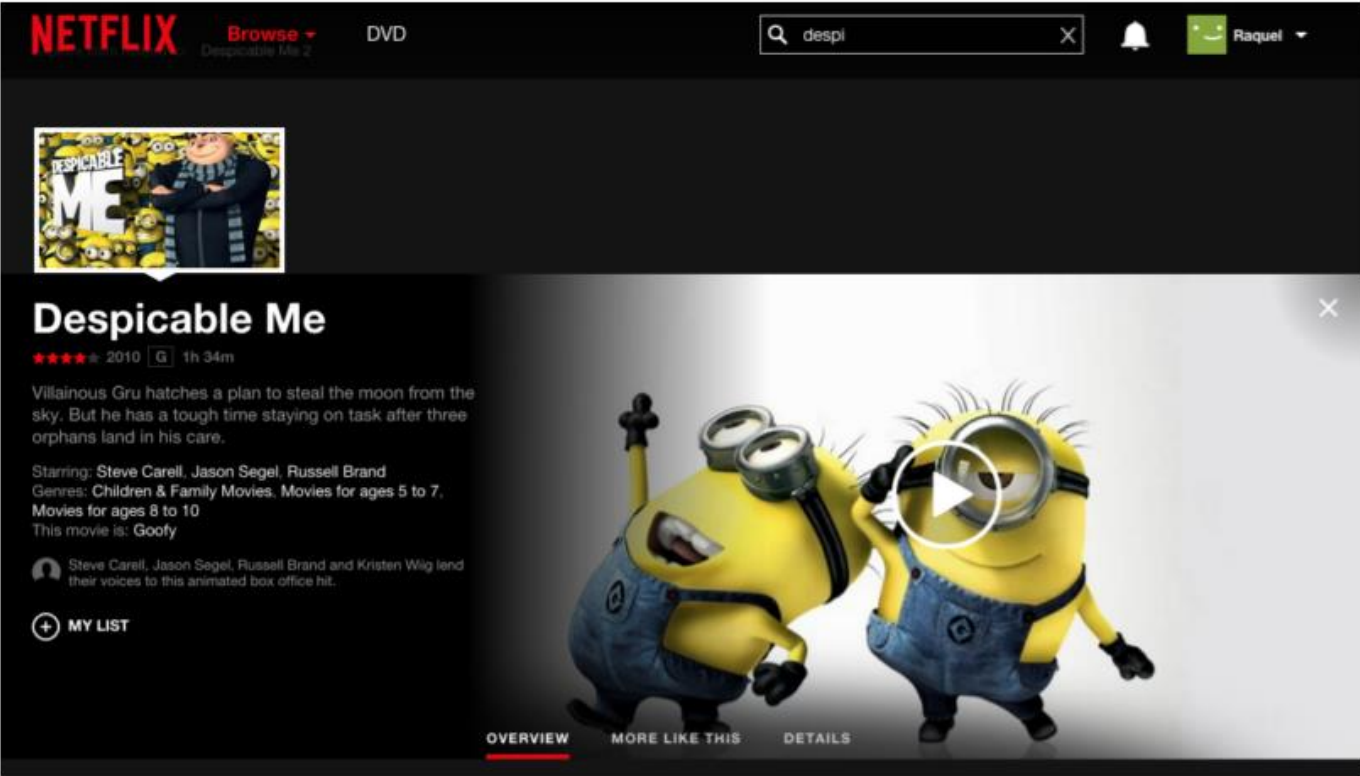 NETFLIX Browse DVD despi Raquel
Despicable Me 2
DESPICABLE
ME
Despicable Me
2010 G 1h 34m
Villainous Gru hatches a plan to steal the moon from the
sky. But he has a tough time staying on task after three
orphans land in his care.
Starring: Steve Carell, Jason Segel, Russell Brand
Genres: Children & Family Movies, Movies for ages 5 to 7,
Movies for ages 8 to 10
This movie is: Goofy
Steve Carell, Jason Segel, Russell Brand and Kristen Wiig lend
their voices to this animated box office hit.
MY LIST
OVERVIEW MORE LIKE THIS DETAILS